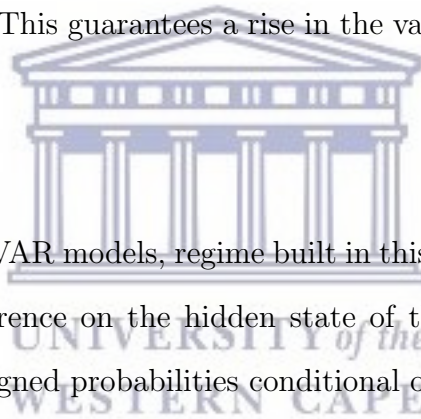 This guarantees a rise in the va
VAR models, regime built in this
rence on the hidden state of t
UNIVERSITY of the
gned probabilities conditional o
WESTERN CAPE